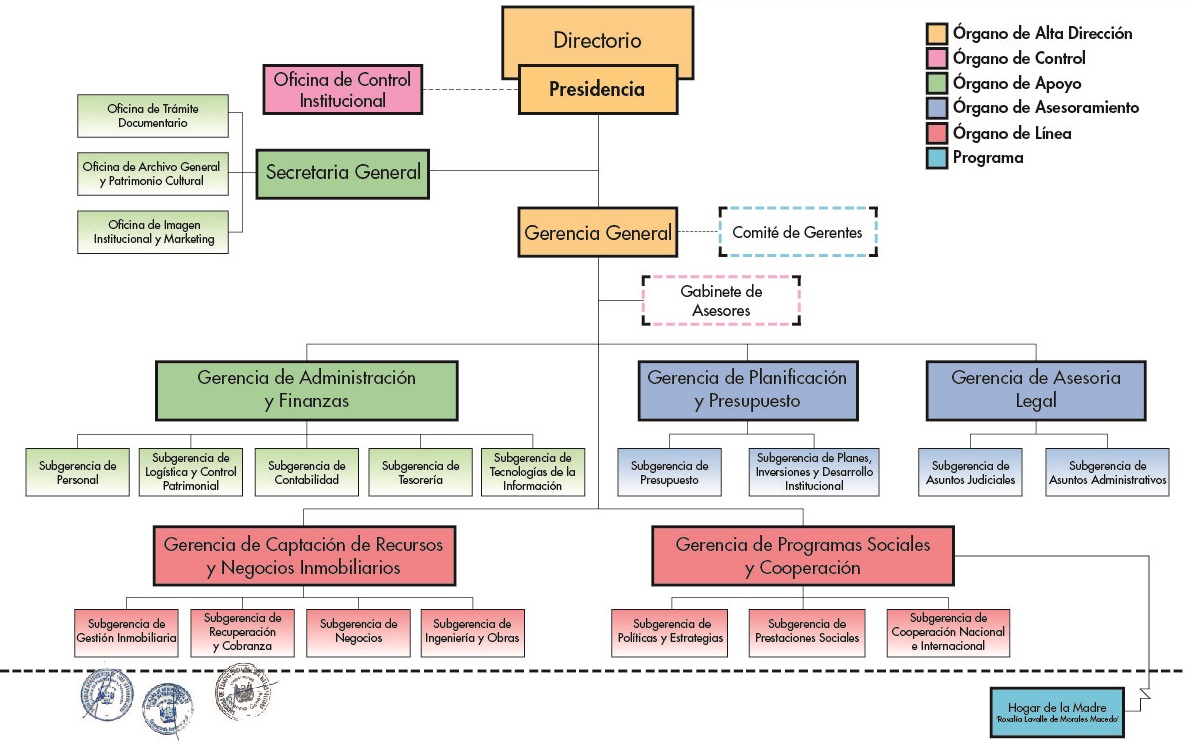 Directorio
Presidencia
Oficina de Control
Institucional
Órgano de Alta Dirección
Órgano de Control
Órgano de Apoyo
Órgano de Asesoramiento
Órgano de Línea
Programa
Oficina de Trámite
Documentario
Oficina de Archivo General
y Patrimonio Cultural
Oficina de Imagen
Institucional y Marketing
Secretaria General
Gerencia General
Comité de Gerentes
Gabinete de
Asesores
Gerencia de Administración
y Finanzas
Gerencia de Planificación
y Presupuesto
Gerencia de Asesoria
Legal
Subgerencia de
Personal
Subgerencia de
Logística y Control
Patrimonial
Subgerencia de
Contabilidad
Subgerencia de
Tesorería
Subgerencia de
Tecnologías de la
Información
Subgerencia de
Presupuesto
Subgerencia de Planes,
Inversiones y Desarrollo
Institucional
Subgerencia de
Asuntos Judiciales
Subgerencia de
Asuntos Administrativos
Gerencia de Captación de Recursos
y Negocios Inmobiliarios
Gerencia de Programas Sociales
y Cooperación
Subgerencia de
Gestión Inmobiliaria
Subgerencia de
Recuperación
y Cobranza
Subgerencia de
Negocios
Subgerencia de
Ingeniería y Obras
Subgerencia de
Políticas y Estrategias
Subgerencia de
Prestaciones Sociales
Subgerencia de
Cooperación Nacional
e Internacional
Hogar de la Madre
'Rosalía Lavalle de Morales Macedo'